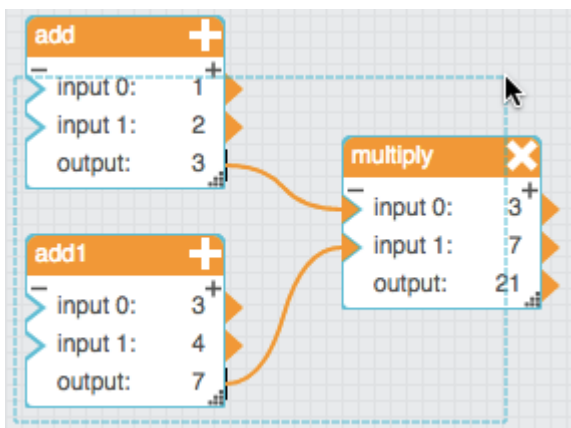 add
input 0: 1
input 1: 2
output: 3
multiply
input 0: 3
input 1: 7
output: 21
add1
input 0: 3
input 1: 4
output: 7